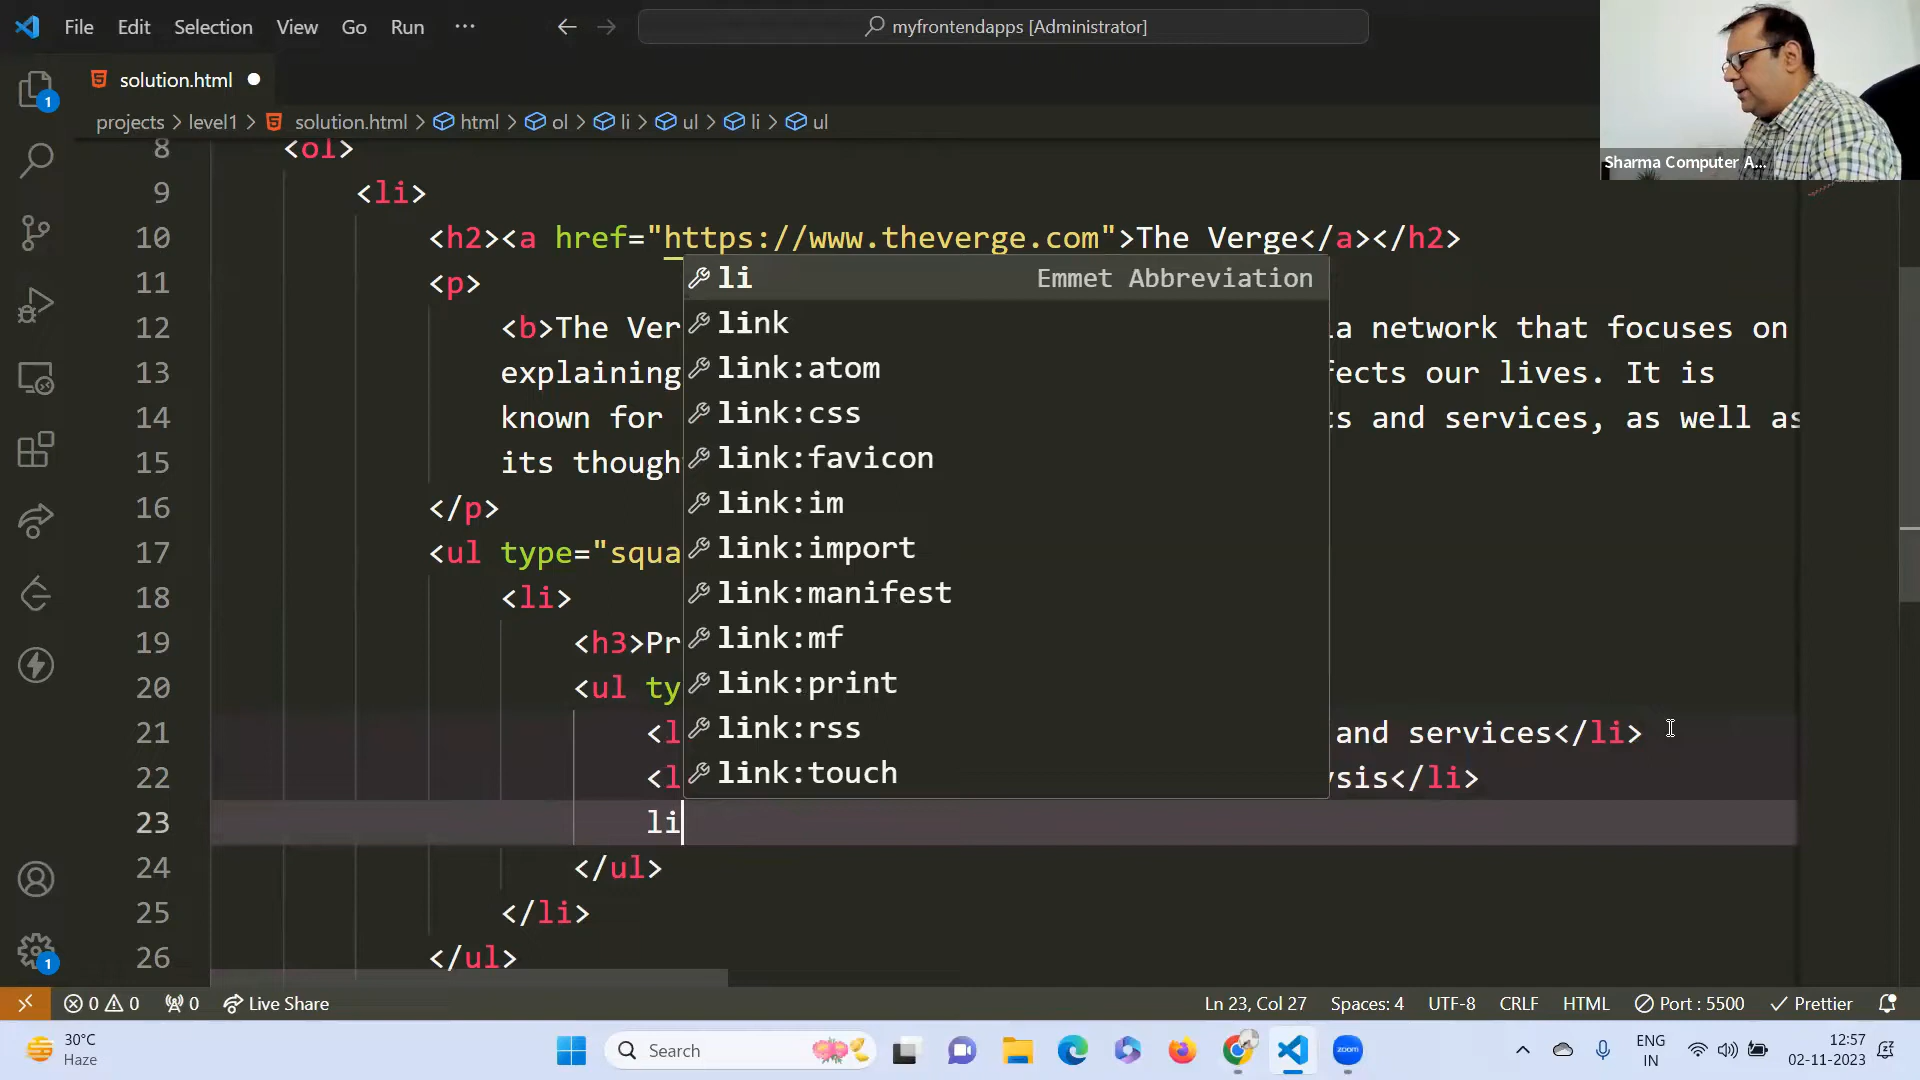 File Edit Selection View Go Run ···
myfrontendapps [Administrator]
solution.html
projects > level1 > solution.html > html > ol > li > ul > li > ul
Sharma Computer A...
8 <ol>
9 <li>
10 <h2><a href="https://www.theverge.com">The Verge</a></h2>
11 <p>
12 <b>The Ver a network that focuses on
13 explaining fects our lives. It is
14 known for ts and services, as well as
15 its though
16 </p>
17 <ul type="squa
18 <li>
19 <h3>Pr
20 <ul ty
21 <l and services</li>
22 <l ysis</li>
23 li
24 </ul>
25 </li>
26 </ul>
li Emmet Abbreviation
link
link:atom
link:css
link:favicon
link:im
link:import
link:manifest
link:mf
link:print
link:rss
link:touch
1
1
0 0 0 Live Share Ln 23, Col 27 Spaces: 4 UTF-8 CRLF HTML Port : 5500 Prettier
30°C
Haze
Search
zoom
ENG
IN
12:57
02-11-2023